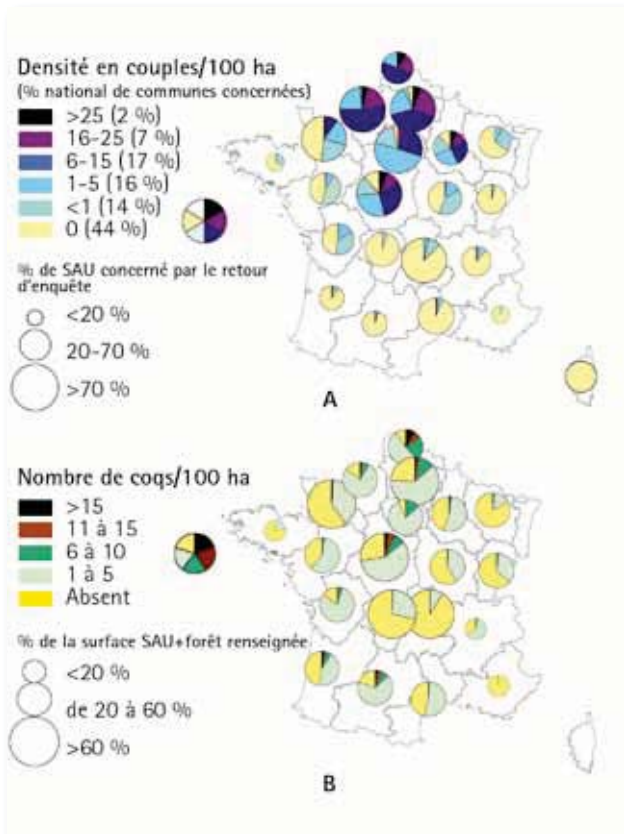 Densité en couples/100 ha
(% national de communes concernées)
>25 (2 %)
16-25 (7 %)
6-15 (17 %)
1-5 (16 %)
<1 (14 %)
0 (44 %)
% de SAU concerné par le retour
d'enquête
<20 %
20-70 %
>70 %
A
Nombre de coqs/100 ha
>15
11 à 15
6 à 10
1 à 5
Absent
% de la surface SAU+forêt renseignée
<20 %
de 20 à 60 %
>60 %
B